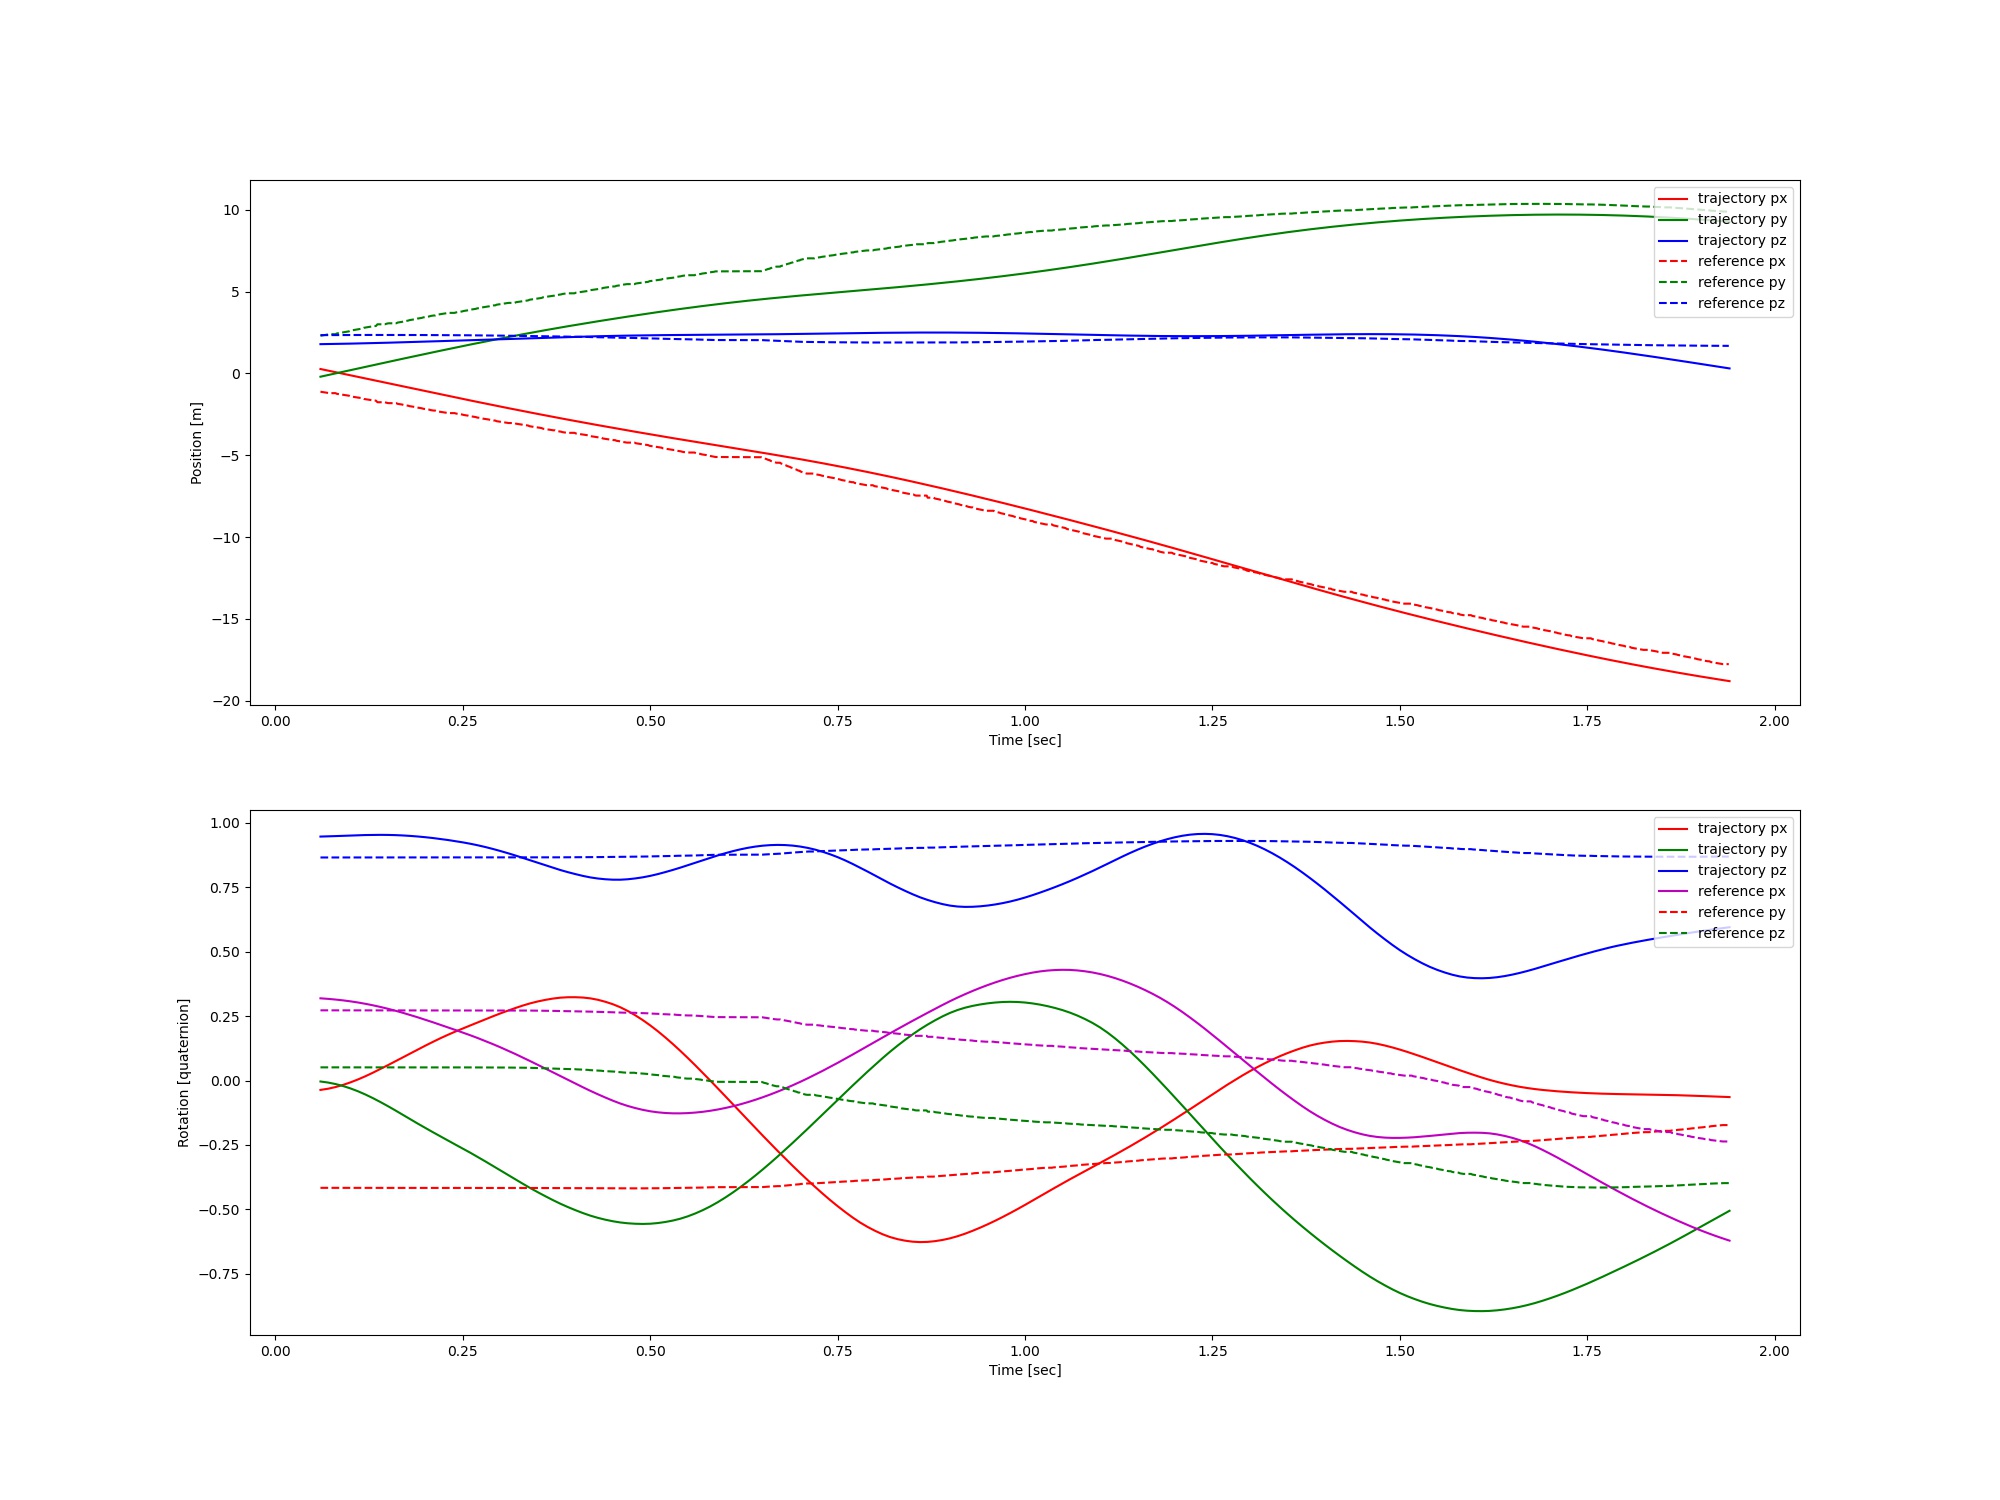 10
5
0
−5
−10
−15
−20
Position [m]
trajectory px
trajectory py
trajectory pz
reference px
reference py
reference pz
0.00 0.25 0.50 0.75 1.00 1.25 1.50 1.75 2.00
Time [sec]
1.00
0.75
0.50
0.25
0.00
−0.25
−0.50
−0.75
Rotation [quaternion]
trajectory px
trajectory py
trajectory pz
reference px
reference py
reference pz
0.00 0.25 0.50 0.75 1.00 1.25 1.50 1.75 2.00
Time [sec]